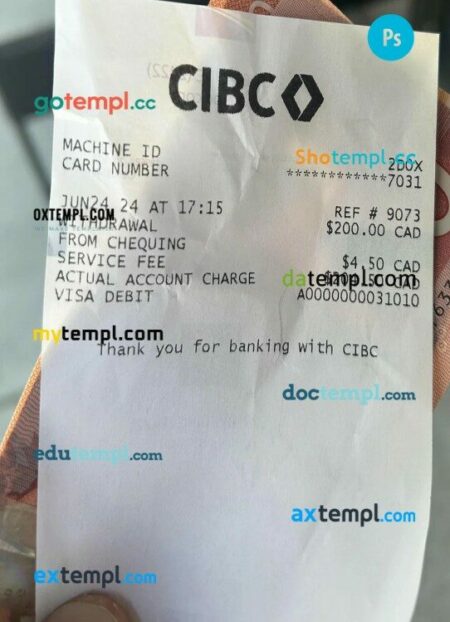 Ps
CIBC
gotempl.cc
MACHINE ID 2D0X
Shotempl.cc
CARD NUMBER ************7031
JUN24 24 AT 17:15 REF # 9073
OXTEMPL.COM
WITHDRAWAL $200.00 CAD
FROM CHEQUING
SERVICE FEE $4.50 CAD
ACTUAL ACCOUNT CHARGE CAD
datempl.com
VISA DEBIT A0000000031010
mytempl.com
Thank you for banking with CIBC
doctempl.com
edutempl.com
axtempl.com
extempl.com